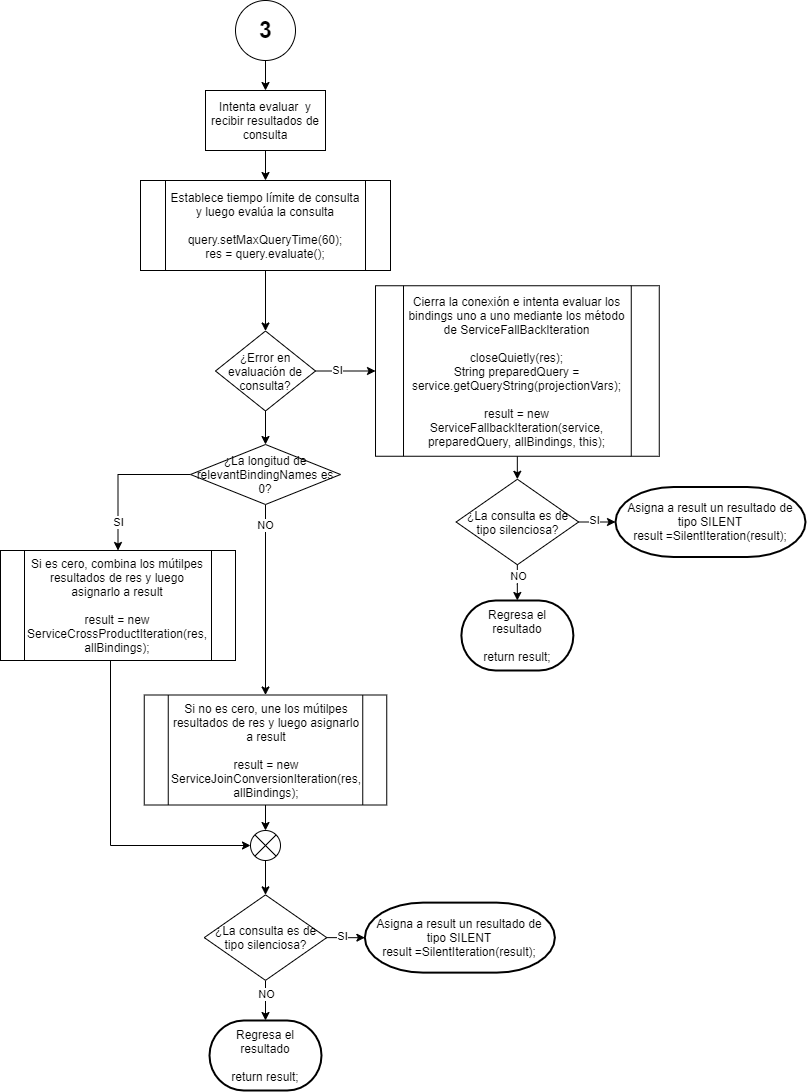 3
Intenta evaluar y
recibir resultados de
consulta
Establece tiempo límite de consulta
y luego evalúa la consulta
query.setMaxQueryTime(60);
res = query.evaluate();
¿Error en
evaluación de
consulta?
SI
Cierra la conexión e intenta evaluar los
bindings uno a uno mediante los método
de ServiceFallBackIteration
closeQuietly(res);
String preparedQuery =
service.getQueryString(projectionVars);
result = new
ServiceFallbackIteration(service,
preparedQuery, allBindings, this);
¿La longitud de
relevantBindingNames es
0?
SI
NO
¿La consulta es de
tipo silenciosa?
SI
Asigna a result un resultado de
tipo SILENT
result =SilentIteration(result);
NO
Regresa el
resultado
return result;
Si es cero, combina los mútilpes
resultados de res y luego
asignarlo a result
result = new
ServiceCrossProductIteration(res,
allBindings);
Si no es cero, une los mútilpes
resultados de res y luego asignarlo
a result
result = new
ServiceJoinConversionIteration(res,
allBindings);
¿La consulta es de
tipo silenciosa?
SI
Asigna a result un resultado de
tipo SILENT
result =SilentIteration(result);
NO
Regresa el
resultado
return result;